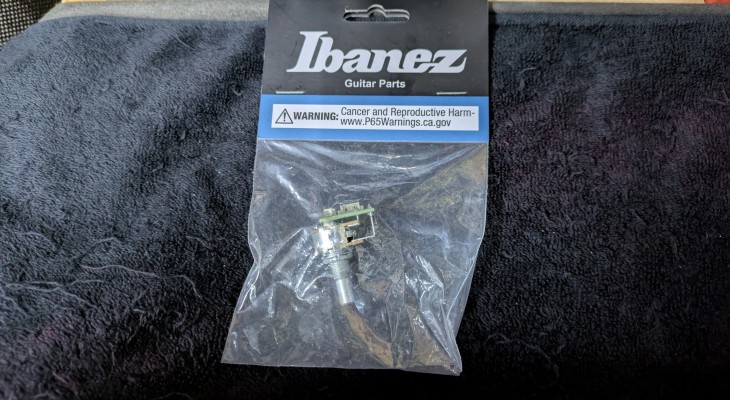 Ibanez
Guitar Parts
WARNING: Cancer and Reproductive Harm-
www.P65Warnings.ca.gov